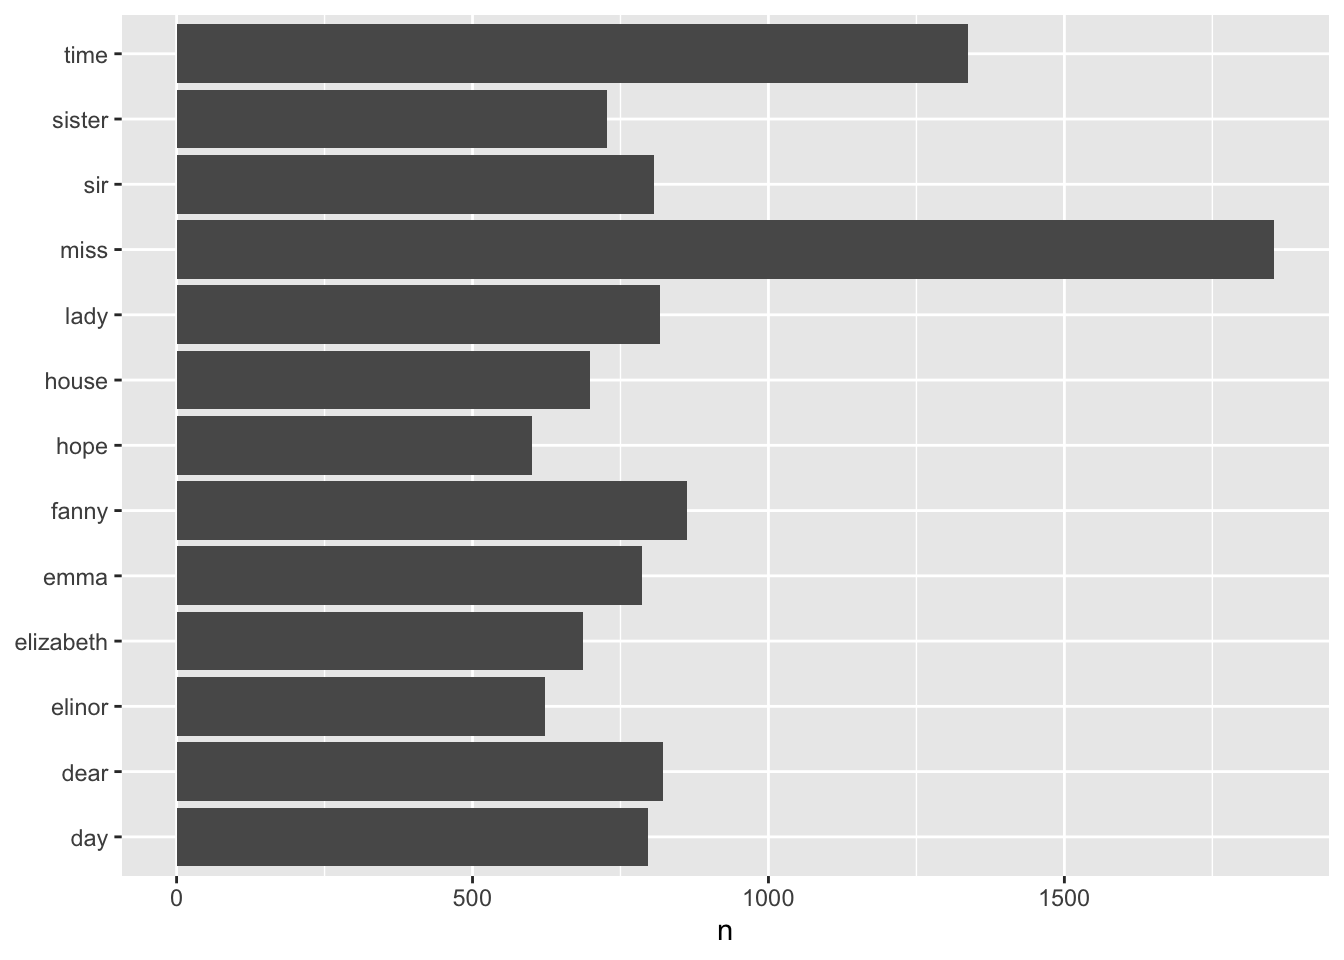 time
sister
sir
miss
lady
house
hope
fanny
emma
elizabeth
elinor
dear
day
0 500 1000 1500
n